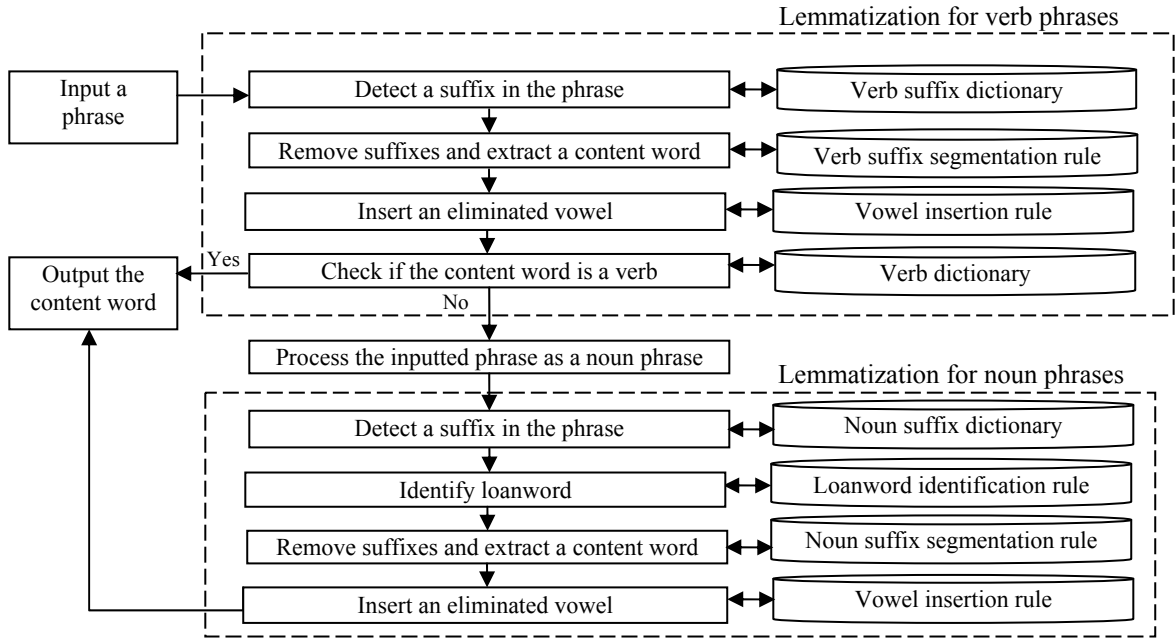 Lemmatization for verb phrases
Input a
phrase
Detect a suffix in the phrase
Verb suffix dictionary
Remove suffixes and extract a content word
Verb suffix segmentation rule
Insert an eliminated vowel
Vowel insertion rule
Output the
content word
Yes
Check if the content word is a verb
Verb dictionary
No
Process the inputted phrase as a noun phrase
Lemmatization for noun phrases
Detect a suffix in the phrase
Noun suffix dictionary
Identify loanword
Loanword identification rule
Remove suffixes and extract a content word
Noun suffix segmentation rule
Insert an eliminated vowel
Vowel insertion rule